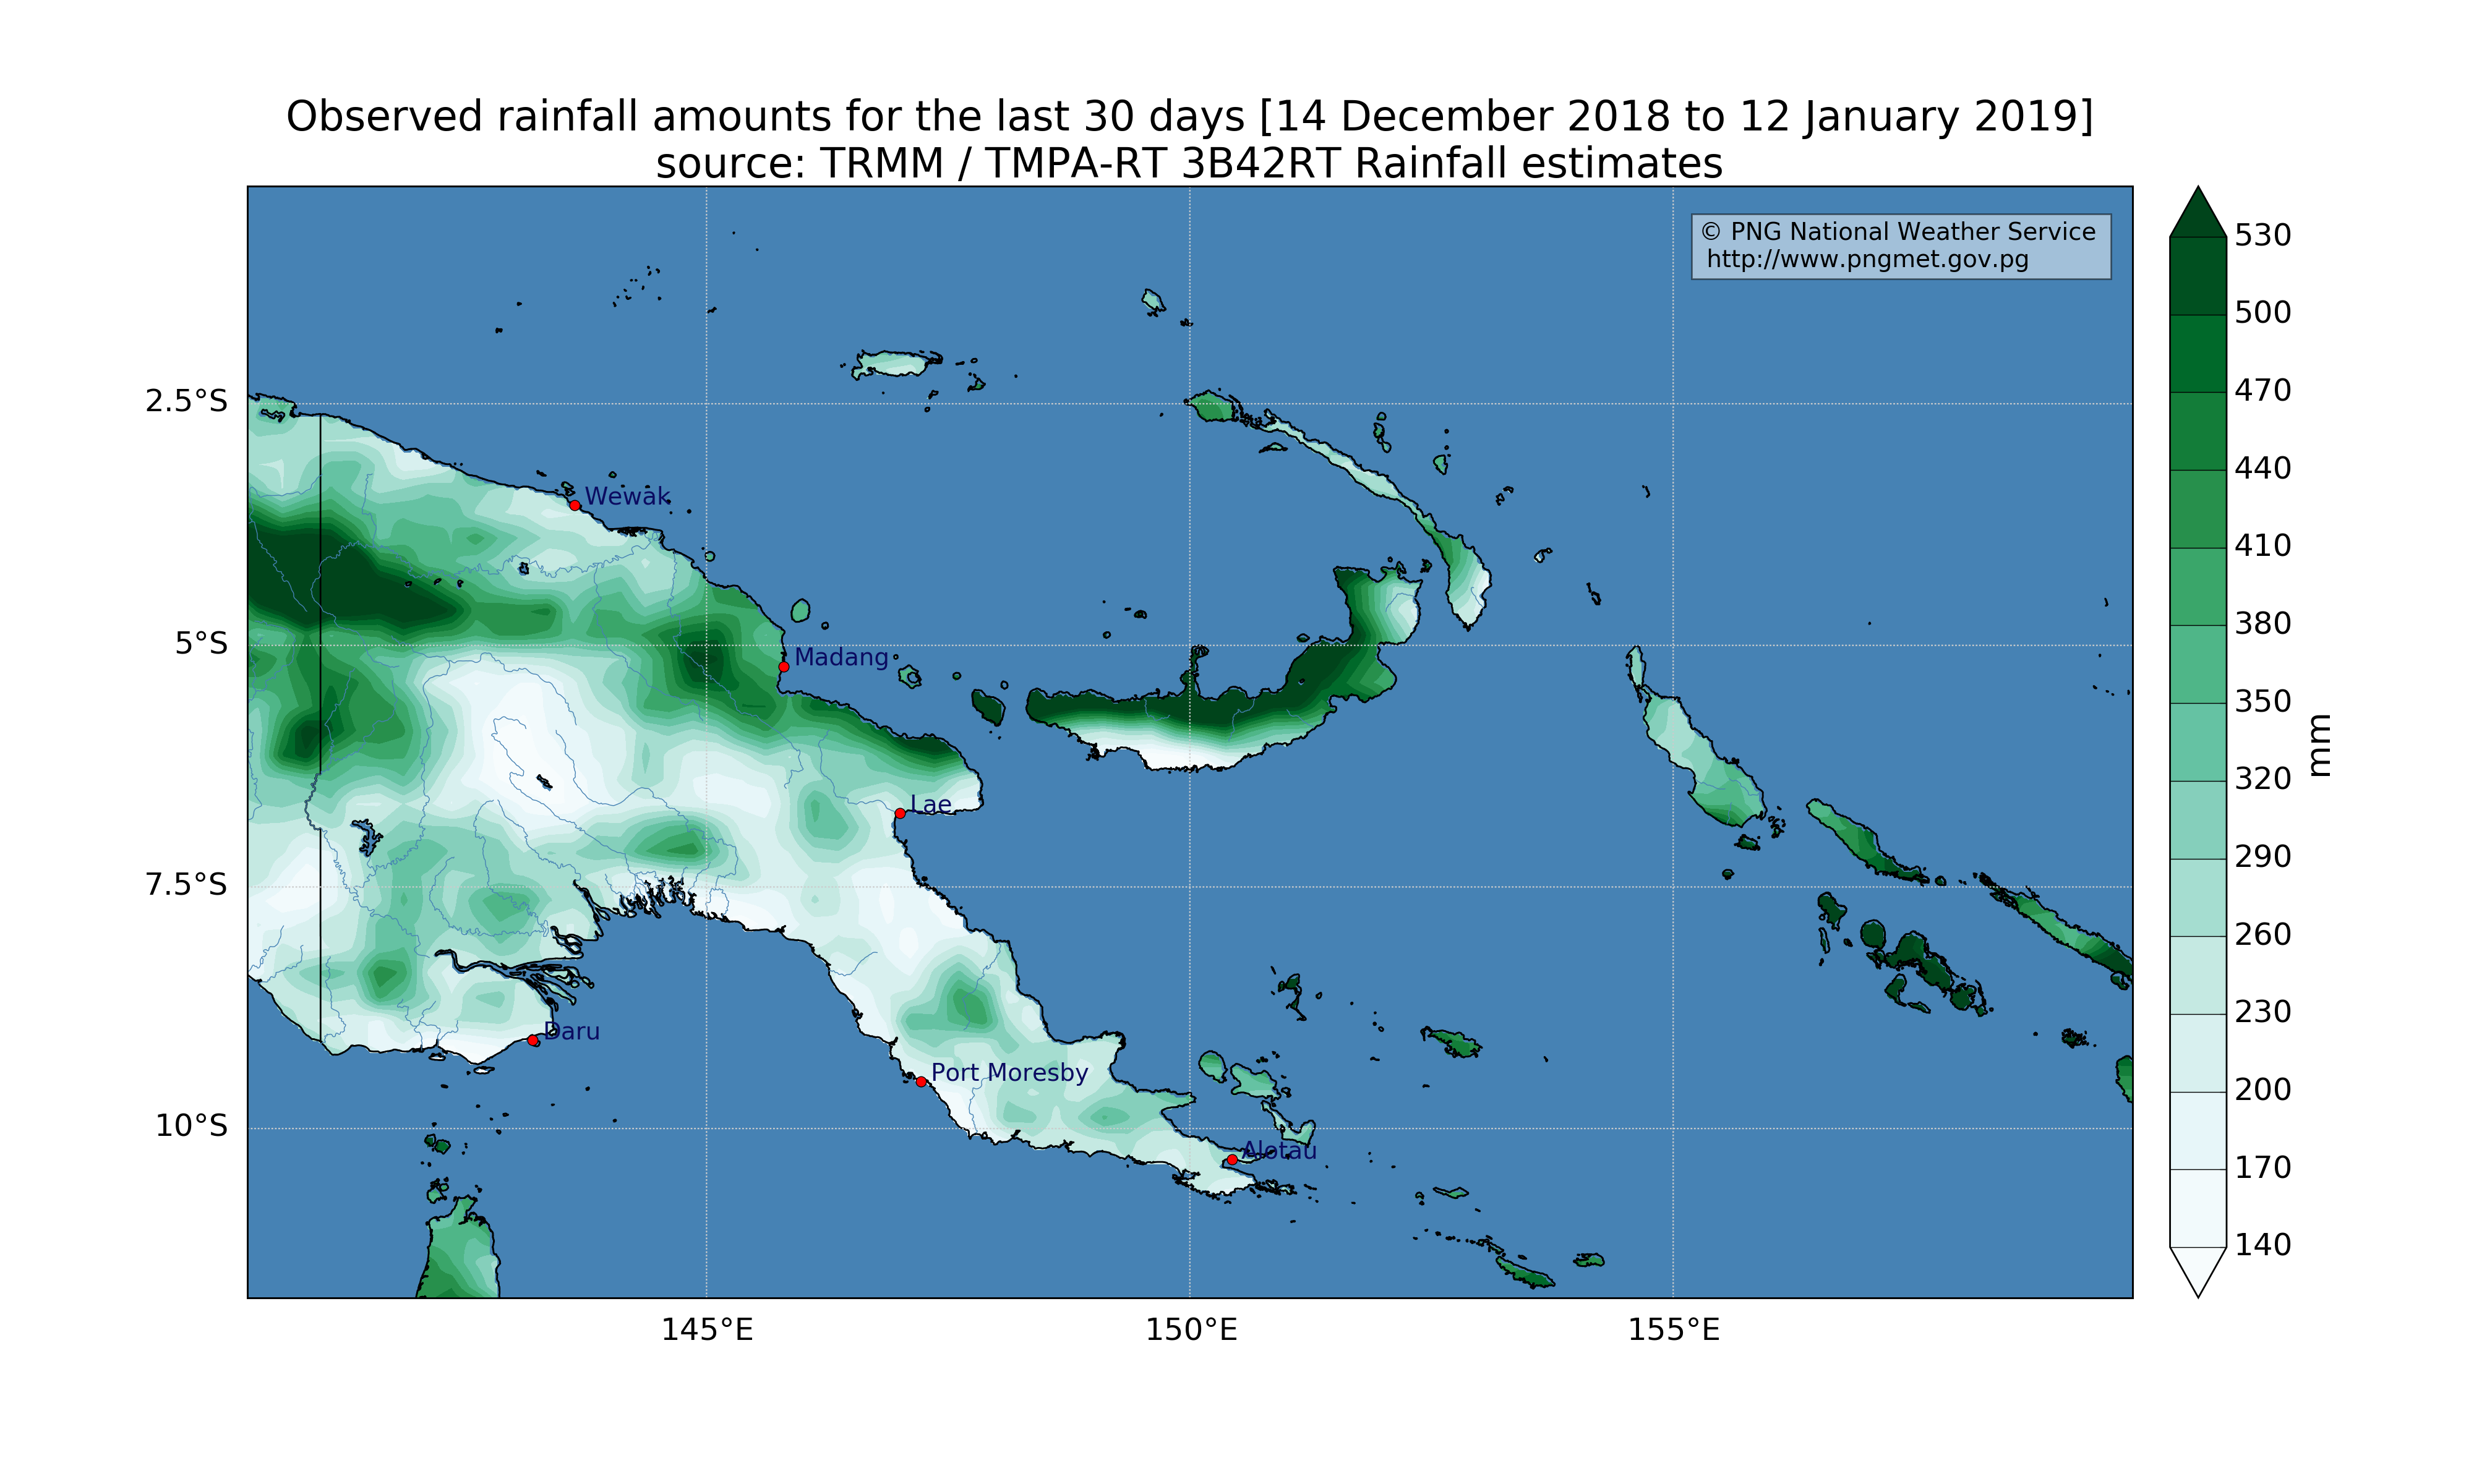 Observed rainfall amounts for the last 30 days [14 December 2018 to 12 January 2019]
source: TRMM / TMPA-RT 3B42RT Rainfall estimates
© PNG National Weather Service
http://www.pngmet.gov.pg
530
500
470
440
410
380
350
320
290
260
230
200
170
140
mm
2.5°S
5°S
7.5°S
10°S
Wewak
Madang
Lae
Daru
Port Moresby
Alotau
145°E
150°E
155°E